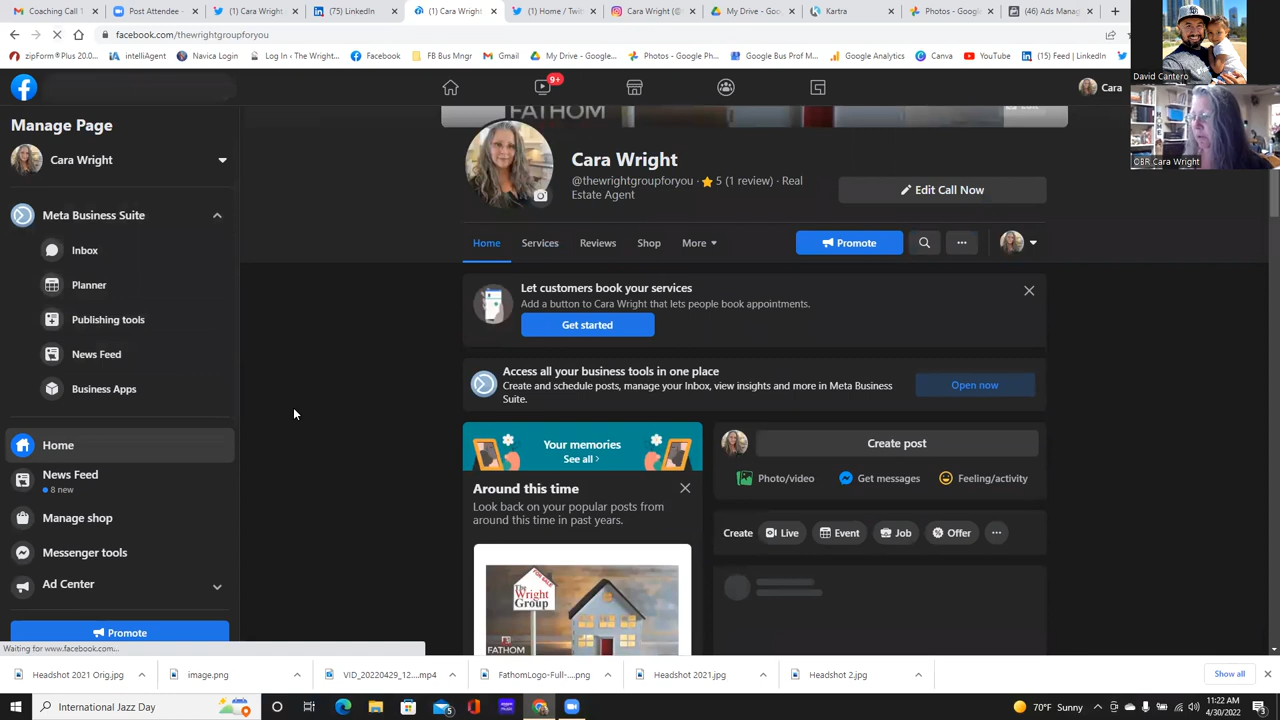 Coaching Call 1
Post Attendee -
(1) Cara Wright
(75) LinkedIn
(1) Cara Wright
(1) Home / Twit
Cara Wright (@
My Drive - Goog
Kartra
Photos - Google
(46) Ads Manag
facebook.com/thewrightgroupforyou
zipForm®Plus 20.0...
intelliAgent
Navica Login
Log In ‹ The Wright...
Facebook
FB Bus Mngr
Gmail
My Drive - Google...
Photos - Google Ph...
Google Bus Prof M...
Google Analytics
Canva
YouTube
(15) Feed | LinkedIn
David Cantero
OBR Cara Wright
9+
Cara
Manage Page
Cara Wright
Meta Business Suite
Inbox
Planner
Publishing tools
News Feed
Business Apps
Home
News Feed
8 new
Manage shop
Messenger tools
Ad Center
Promote
Waiting for www.facebook.com...
FATHOM
Cara Wright
@thewrightgroupforyou · 5 (1 review) · Real
Estate Agent
Edit Call Now
Home
Services
Reviews
Shop
More
Promote
Let customers book your services
Add a button to Cara Wright that lets people book appointments.
Get started
Access all your business tools in one place
Create and schedule posts, manage your Inbox, view insights and more in Meta Business
Suite.
Open now
Your memories
See all
Around this time
Look back on your popular posts from
around this time in past years.
FOR SALE
The
Wright
Group
FATHOM
Create post
Photo/video
Get messages
Feeling/activity
Create
Live
Event
Job
Offer
Headshot 2021 Orig.jpg
image.png
VID_20220429_12....mp4
FathomLogo-Full-....png
Headshot 2021.jpg
Headshot 2.jpg
Show all
International Jazz Day
70°F Sunny
11:22 AM
4/30/2022